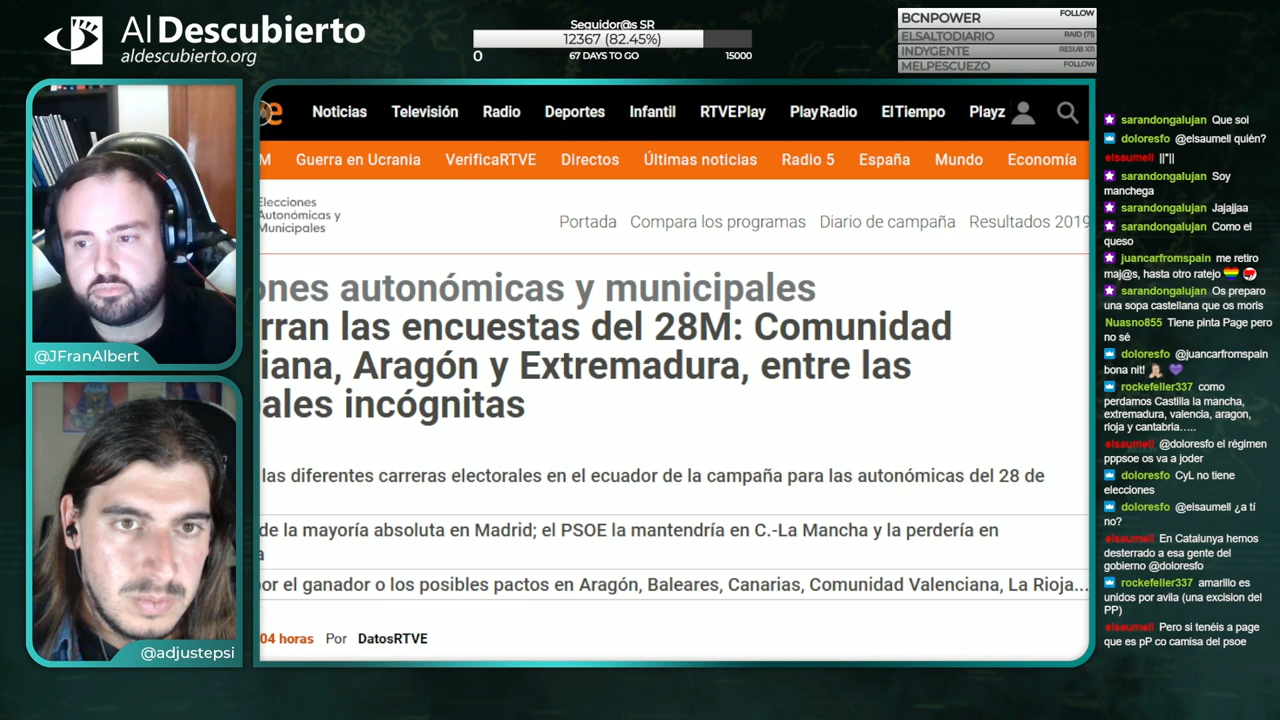 Al Descubierto
aldescubierto.org
Seguidor@s SR
12367 (82.45%)
0
67 DAYS TO GO
15000
BCNPOWER FOLLOW
ELSALTODIARIO RAID (71)
INDYGENTE RESUB X11
MELPESCUEZO FOLLOW
@JFranAlbert
@adjustepsi
e Noticias Televisión Radio Deportes Infantil RTVEPlay PlayRadio ElTiempo Playz
M Guerra en Ucrania VerificaRTVE Directos Últimas noticias Radio 5 España Mundo Economía
Elecciones
Autonómicas y
Municipales
Portada Compara los programas Diario de campaña Resultados 2019
ones autonómicas y municipales
rran las encuestas del 28M: Comunidad
iana, Aragón y Extremadura, entre las
pales incógnitas
las diferentes carreras electorales en el ecuador de la campaña para las autonómicas del 28 de
de la mayoría absoluta en Madrid; el PSOE la mantendría en C.-La Mancha y la perdería en
a
por el ganador o los posibles pactos en Aragón, Baleares, Canarias, Comunidad Valenciana, La Rioja...
04 horas Por DatosRTVE
sarandongalujan Que soi
doloresfo @elsaumell quién?
elsaumell ||*||
sarandongalujan Soy
manchega
sarandongalujan Jajajjaa
sarandongalujan Como el
queso
juancarfromspain me retiro
maj@s, hasta otro ratejo
sarandongalujan Os preparo
una sopa castellana que os moris
Nuasno855 Tiene pinta Page pero
no sé
doloresfo @juancarfromspain
bona nit!
rockefeller337 como
perdamos Castilla la mancha,
extremadura, valencia, aragon,
rioja y cantabria…..
elsaumell @doloresfo el régimen
pppsoe os va a joder
doloresfo CyL no tiene
elecciones
doloresfo @elsaumell ¿a tí
no?
elsaumell En Catalunya hemos
desterrado a esa gente del
gobierno @doloresfo
rockefeller337 amarillo es
unidos por avila (una excision del
PP)
elsaumell Pero si tenéis a page
que es pP co camisa del psoe